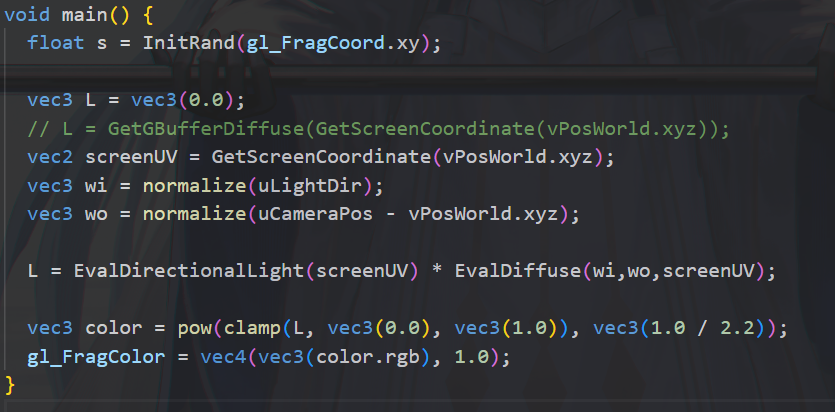 void main() {
float s = InitRand(gl_FragCoord.xy);
vec3 L = vec3(0.0);
// L = GetGBufferDiffuse(GetScreenCoordinate(vPosWorld.xyz));
vec2 screenUV = GetScreenCoordinate(vPosWorld.xyz);
vec3 wi = normalize(uLightDir);
vec3 wo = normalize(uCameraPos - vPosWorld.xyz);
L = EvalDirectionalLight(screenUV) * EvalDiffuse(wi,wo,screenUV);
vec3 color = pow(clamp(L, vec3(0.0), vec3(1.0)), vec3(1.0 / 2.2));
gl_FragColor = vec4(vec3(color.rgb), 1.0);
}